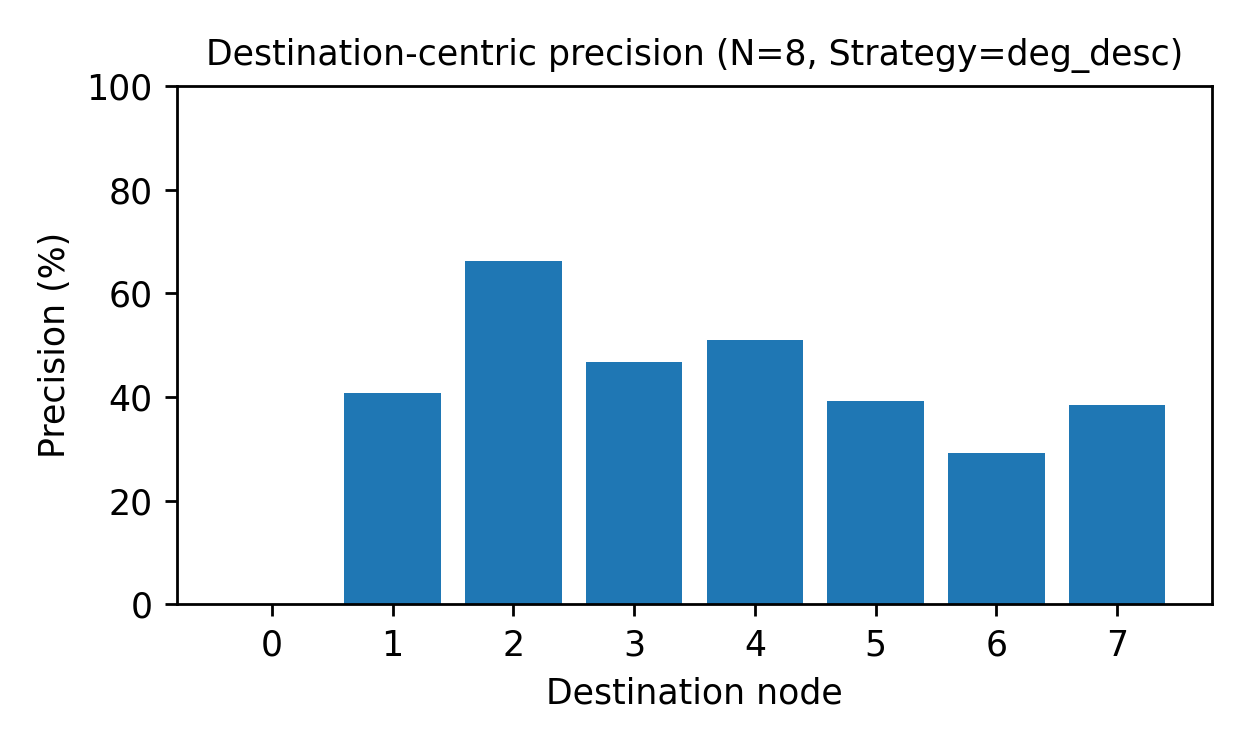 Destination-centric precision (N=8, Strategy=deg_desc)
100
80
60
40
20
0
Precision (%)
0 1 2 3 4 5 6 7
Destination node